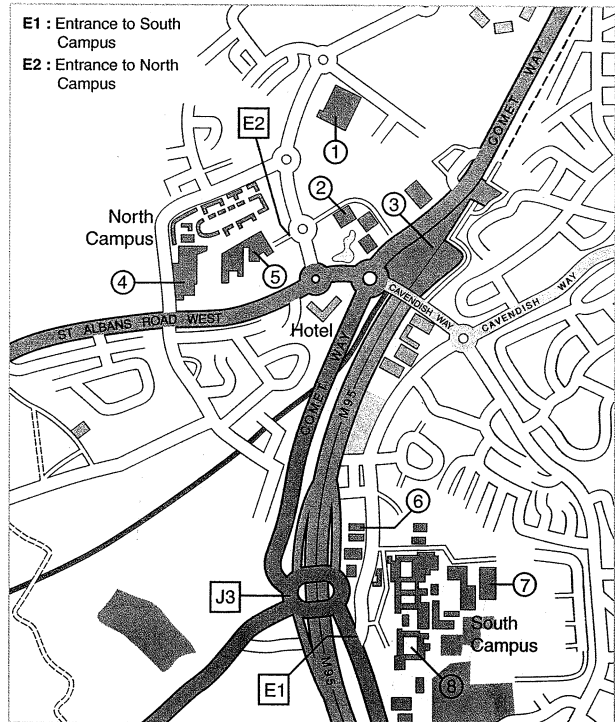 E1 : Entrance to South
Campus
E2 : Entrance to North
Campus
COMET WAY
E2
1
2
3
North
Campus
4
5
CAVENDISH WAY
CAVENDISH WAY
ST ALBANS ROAD WEST
Hotel
COMET WAY
M95
6
J3
7
South
Campus
E1
M95
8